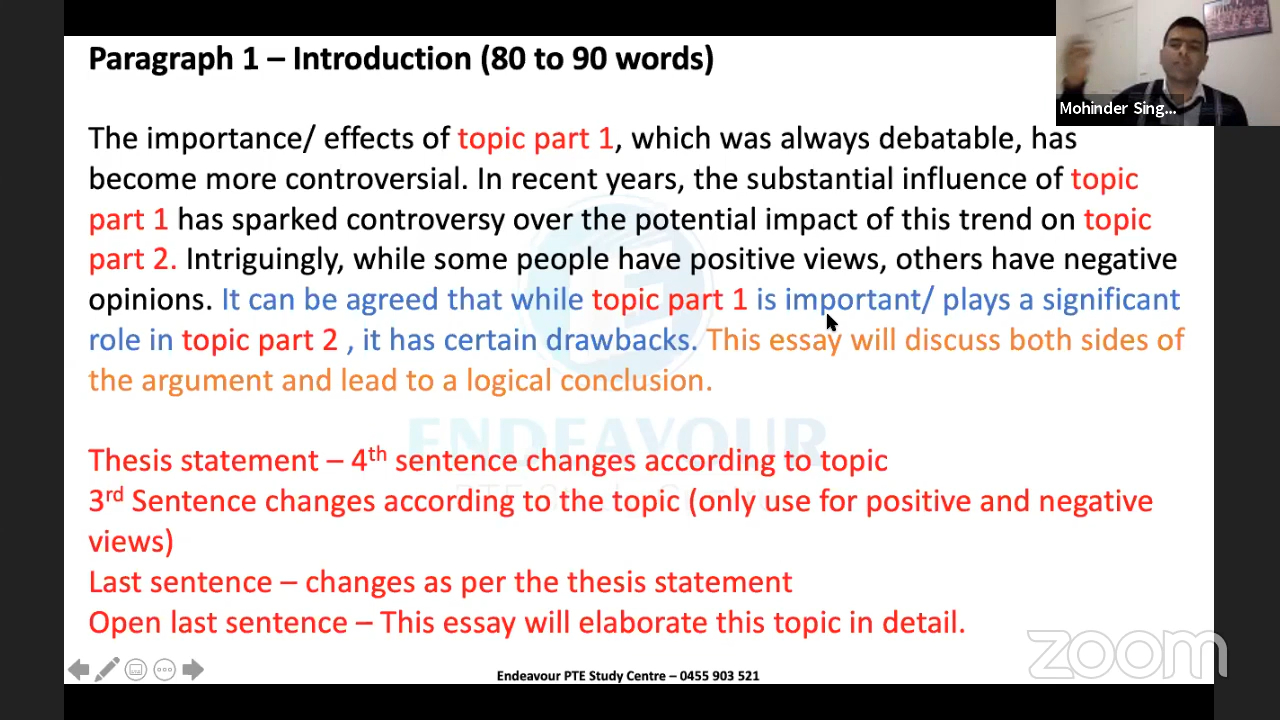 Paragraph 1 – Introduction (80 to 90 words)
Mohinder Sing...
The importance/ effects of topic part 1, which was always debatable, has
become more controversial. In recent years, the substantial influence of topic
part 1 has sparked controversy over the potential impact of this trend on topic
part 2. Intriguingly, while some people have positive views, others have negative
opinions. It can be agreed that while topic part 1 is important/ plays a significant
role in topic part 2 , it has certain drawbacks. This essay will discuss both sides of
the argument and lead to a logical conclusion.
ENDEAVOUR
Thesis statement – 4th sentence changes according to topic
3rd Sentence changes according to the topic (only use for positive and negative
views)
Last sentence – changes as per the thesis statement
Open last sentence – This essay will elaborate this topic in detail.
zoom
Endeavour PTE Study Centre – 0455 903 521